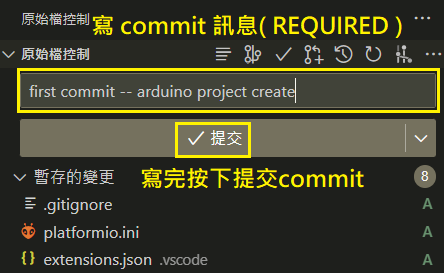 原始檔控制 寫 commit 訊息( REQUIRED ) ...
原始檔控制
first commit -- arduino project create
提交
寫完按下提交commit
暫存的變更 8
.gitignore A
platformio.ini A
extensions.json .vscode A